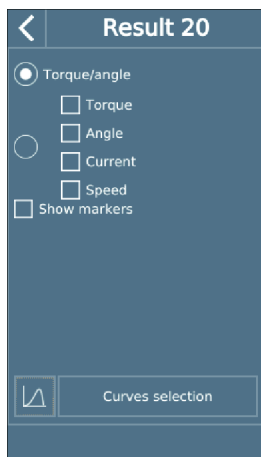 Result 20
Torque/angle
Torque
Angle
Current
Speed
Show markers
Curves selection